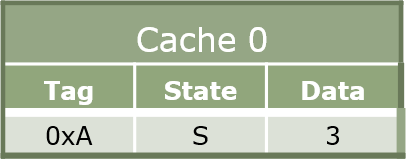 Cache 0
Tag State Data
0xA S 3